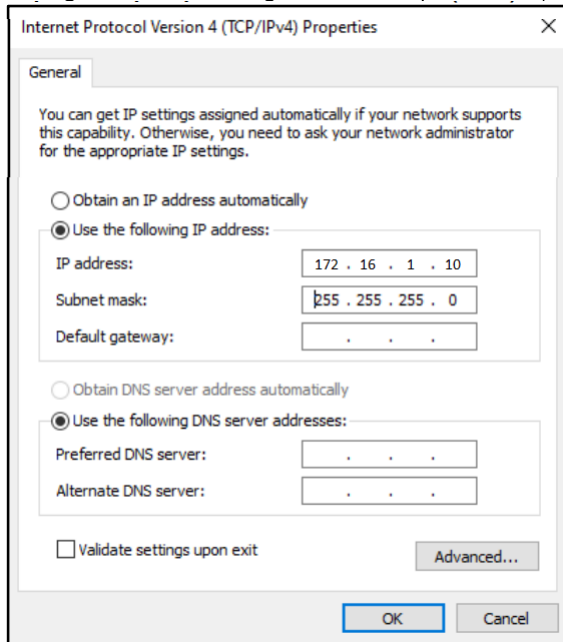 Internet Protocol Version 4 (TCP/IPv4) Properties
General
You can get IP settings assigned automatically if your network supports
this capability. Otherwise, you need to ask your network administrator
for the appropriate IP settings.
Obtain an IP address automatically
Use the following IP address:
IP address: 172 . 16 . 1 . 10
Subnet mask: 255 . 255 . 255 . 0
Default gateway: . . .
Obtain DNS server address automatically
Use the following DNS server addresses:
Preferred DNS server: . . .
Alternate DNS server: . . .
Validate settings upon exit
Advanced...
OK Cancel